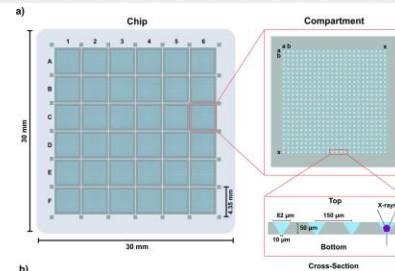 a)
Chip
Compartment
1 2 3 4 5 6
A
B
C
D
E
F
30 mm
4.35 mm
30 mm
a b x
b
x
Top
82 µm
150 µm
X-rays
50 µm
10 µm
Bottom
Cross-Section
b)